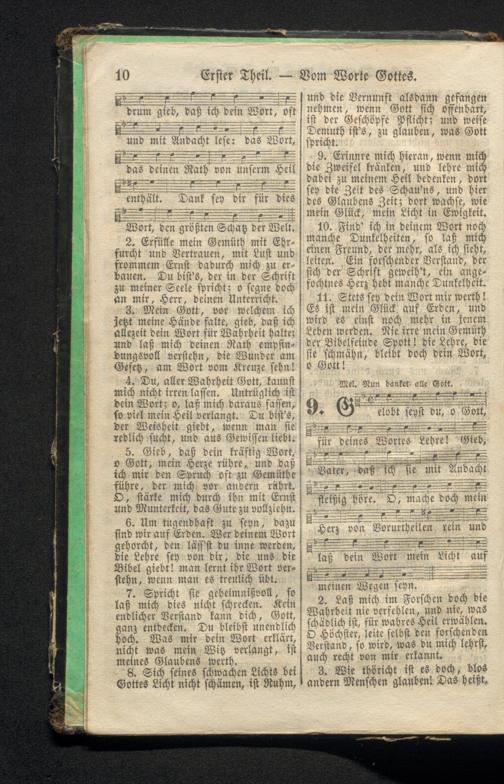 10 Erster Theil. — Vom Worte Gottes.
drum gieb, daß ich dein Wort, oft
und mit Andacht lese: das Wort,
das deinen Rath von unserm Heil
enthält. Dank sey dir für dies
Wort, den größten Schatz der Welt.
2. Erfülle mein Gemüth mit Ehr-
furcht und Vertrauen, mit Lust und
frommem Ernst dadurch mich zu er-
bauen. Du bist's, der in der Schrift
zu meiner Seele spricht; o segne doch
an mir, Herr, deinen Unterricht.
3. Mein Gott, vor welchem ich
jetzt meine Hände falte, gieb, daß ich
allezeit dein Wort für Wahrheit halte;
und laß mich deinen Rath empfin-
dungsvoll verstehn, die Wunder am
Gesetz, am Wort vom Kreuze sehn!
4. Du, aller Wahrheit Gott, kannst
mich nicht irren lassen. Untrüglich ist
dein Wort; o, laß mich daraus fassen,
so viel mein Heil verlangt. Du bist's,
der Weisheit giebt, wenn man sie
redlich sucht, und aus Gewissen liebt.
5. Gieb, daß dein kräftig Wort,
o Gott, mein Herze rühre, und daß
ich mir den Spruch oft zu Gemüthe
führe, der mich vor andern rührt.
O, stärke mich durch ihn mit Ernst
und Munterkeit, das Gute zu vollziehn.
6. Um tugendhaft zu seyn, dazu
sind wir auf Erden. Wer deinem Wort
gehorcht, den läss'st du inne werden,
die Lehre sey von dir, die uns die
Bibel giebt! man lernt ihr Wort ver-
stehn, wenn man es treulich übt.
7. Spricht sie geheimnißvoll, so
laß mich dies nicht schrecken. Kein
endlicher Verstand kann dich, Gott,
ganz entdecken. Du bleibst unendlich
hoch. Was mir dein Wort erklärt,
nicht was mein Witz verlangt, ist
meines Glaubens werth.
8. Sich seines schwachen Lichts bei
Gottes Licht nicht schämen, ist Ruhm,
und die Vernunft alsdann gefangen
nehmen, wenn Gott sich offenbart,
ist der Geschöpfe Pflicht; und weise
Demuth ist's, zu glauben, was Gott
spricht.
9. Erinnre mich hieran, wenn mich
die Zweifel kränken, und lehre mich
dabei zu meinem Heil bedenken, dort
sey die Zeit des Schau'ns, und hier
des Glaubens Zeit; dort wachse, wie
mein Glück, mein Licht in Ewigkeit.
10. Find' ich in deinem Wort noch
manche Dunkelheiten, so laß mich
einen Freund, der mehr, als ich sieht,
leiten. Ein forschender Verstand, der
sich der Schrift geweih't, ein ange-
fochtnes Herz hebt manche Dunkelheit.
11. Stets sey dein Wort mir werth!
Es ist mein Glück auf Erden, und
wird es einst noch mehr in jenem
Leben werden. Nie irre mein Gemüth
der Bibelfeinde Spott! die Lehre, die
sie schmähn, bleibt doch dein Wort,
o Gott!
Mel. Nun danket alle Gott.
9. Gelobt seyst du, o Gott,
für deines Wortes Lehre! Gieb,
Vater, daß ich sie mit Andacht
fleißig höre. O, mache doch mein
Herz von Vorurtheilen rein und
laß dein Wort mein Licht auf
meinen Wegen seyn.
2. Laß mich im Forschen doch die
Wahrheit nie verfehlen, und nie, was
schädlich ist, für wahres Heil erwählen.
O Höchster, leite selbst den forschenden
Verstand, so wird, was du mich lehrst,
auch recht von mir erkannt.
3. Wie thöricht ist es doch, blos
andern Menschen glauben! Das heißt,